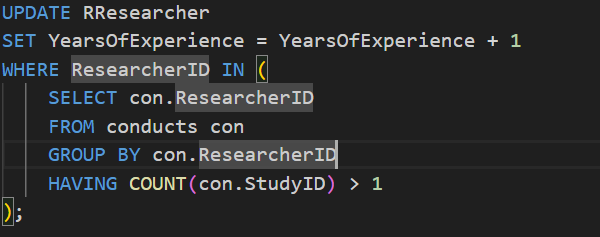 UPDATE RResearcher
SET YearsOfExperience = YearsOfExperience + 1
WHERE ResearcherID IN (
    SELECT con.ResearcherID
    FROM conducts con
    GROUP BY con.ResearcherID
    HAVING COUNT(con.StudyID) > 1
);